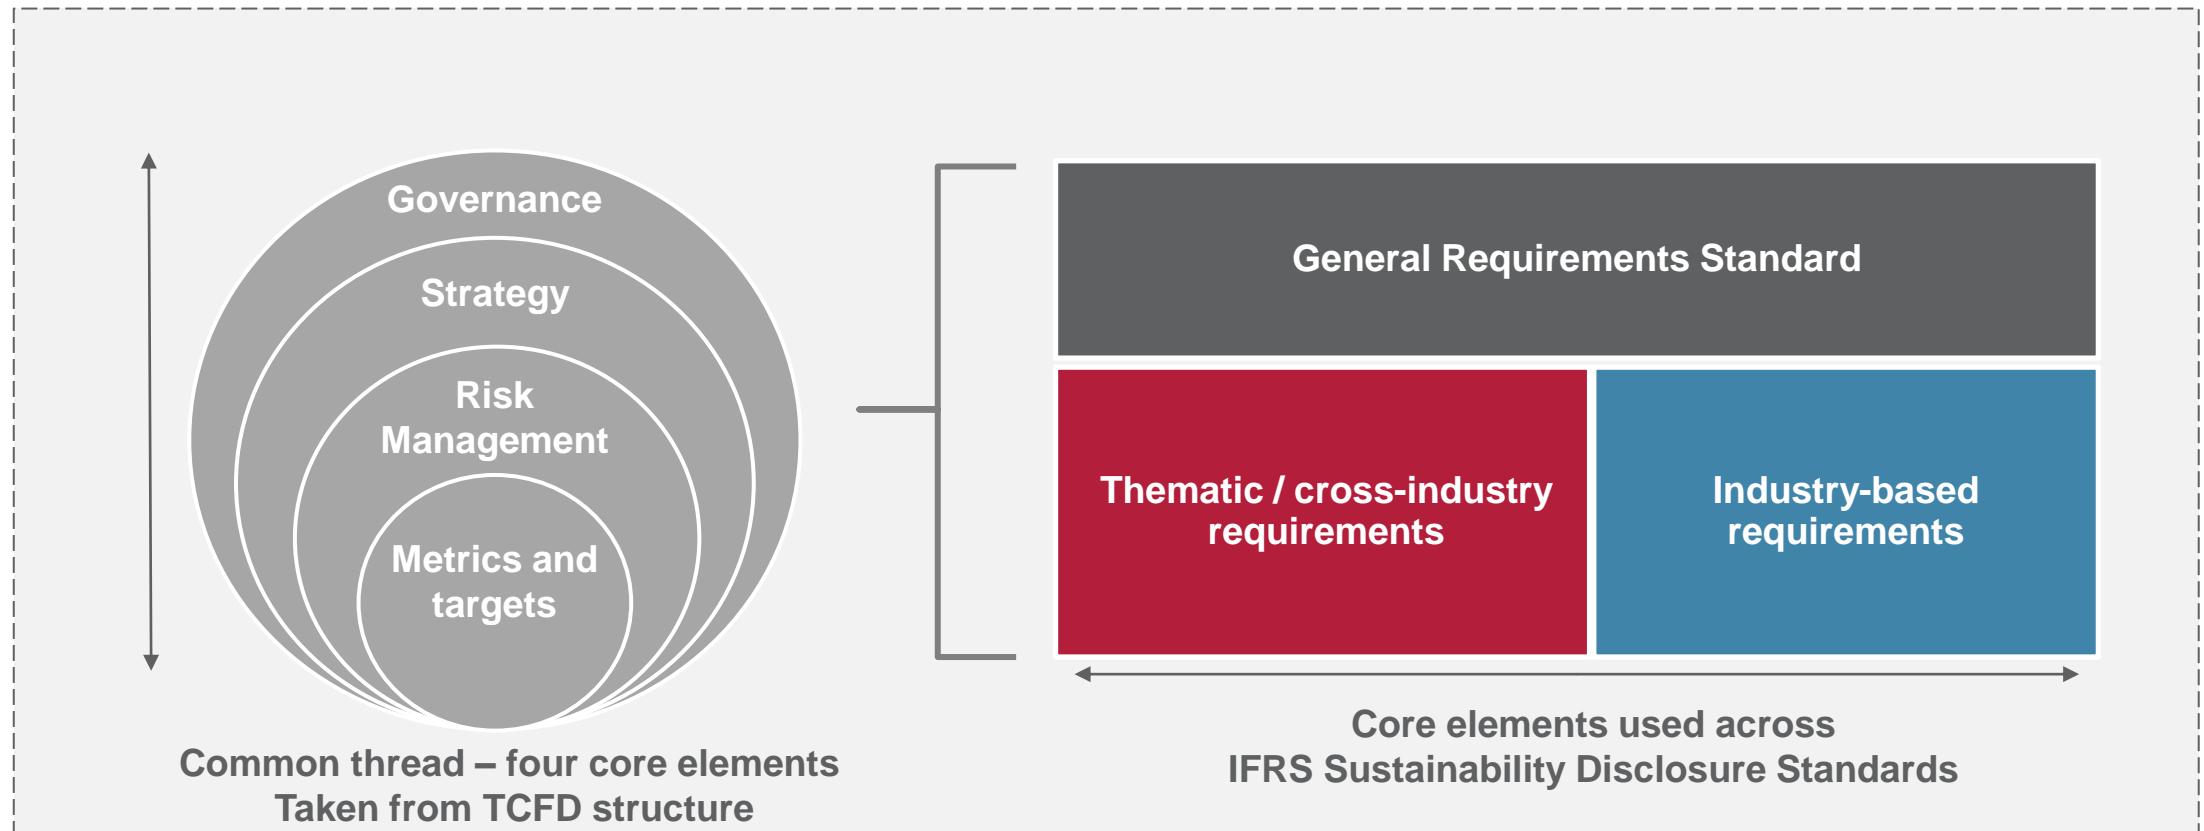 Governance
Strategy
Risk
Management
Metrics and
targets
Common thread – four core elements
Taken from TCFD structure
General Requirements Standard
Thematic / cross-industry
requirements
Industry-based
requirements
Core elements used across
IFRS Sustainability Disclosure Standards